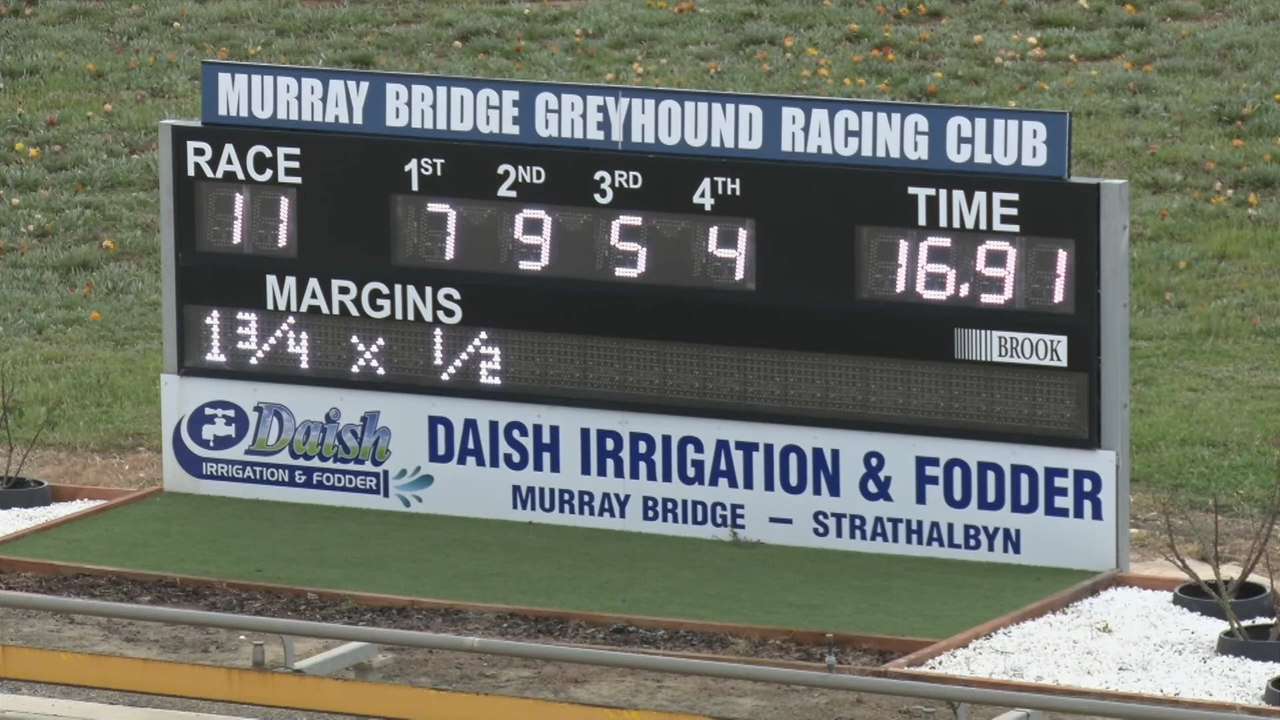 MURRAY BRIDGE GREYHOUND RACING CLUB
RACE 1ST 2ND 3RD 4TH TIME
11 7 9 5 4 16.91
MARGINS
1 3/4 x 1/2
BROOK
Daish
IRRIGATION & FODDER
DAISH IRRIGATION & FODDER
MURRAY BRIDGE — STRATHALBYN